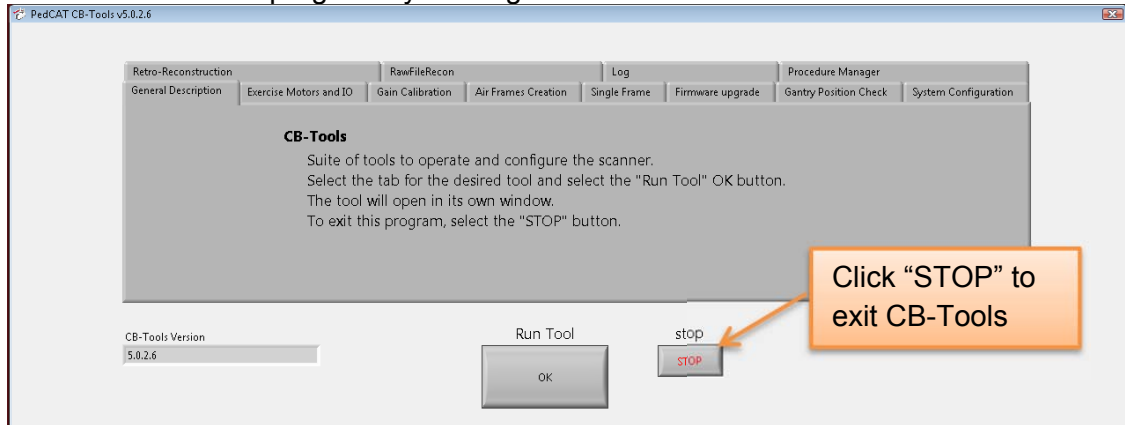 PedCAT CB-Tools v5.0.2.6
Retro-Reconstruction RawFileRecon Log Procedure Manager
General Description Exercise Motors and IO Gain Calibration Air Frames Creation Single Frame Firmware upgrade Gantry Position Check System Configuration
CB-Tools
Suite of tools to operate and configure the scanner.
Select the tab for the desired tool and select the "Run Tool" OK button.
The tool will open in its own window.
To exit this program, select the "STOP" button.
Click “STOP” to
exit CB-Tools
CB-Tools Version
5.0.2.6
Run Tool
OK
stop
STOP